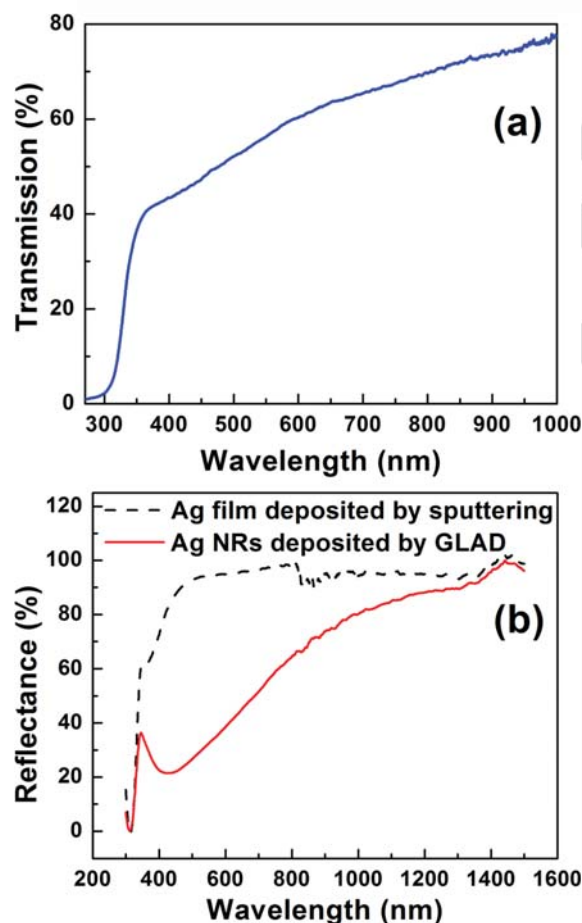 80
60
40
20
0
Transmission (%)
(a)
300 400 500 600 700 800 900 1000
Wavelength (nm)
120
100
80
60
40
20
0
Reflectance (%)
Ag film deposited by sputtering
Ag NRs deposited by GLAD
(b)
200 400 600 800 1000 1200 1400 1600
Wavelength (nm)